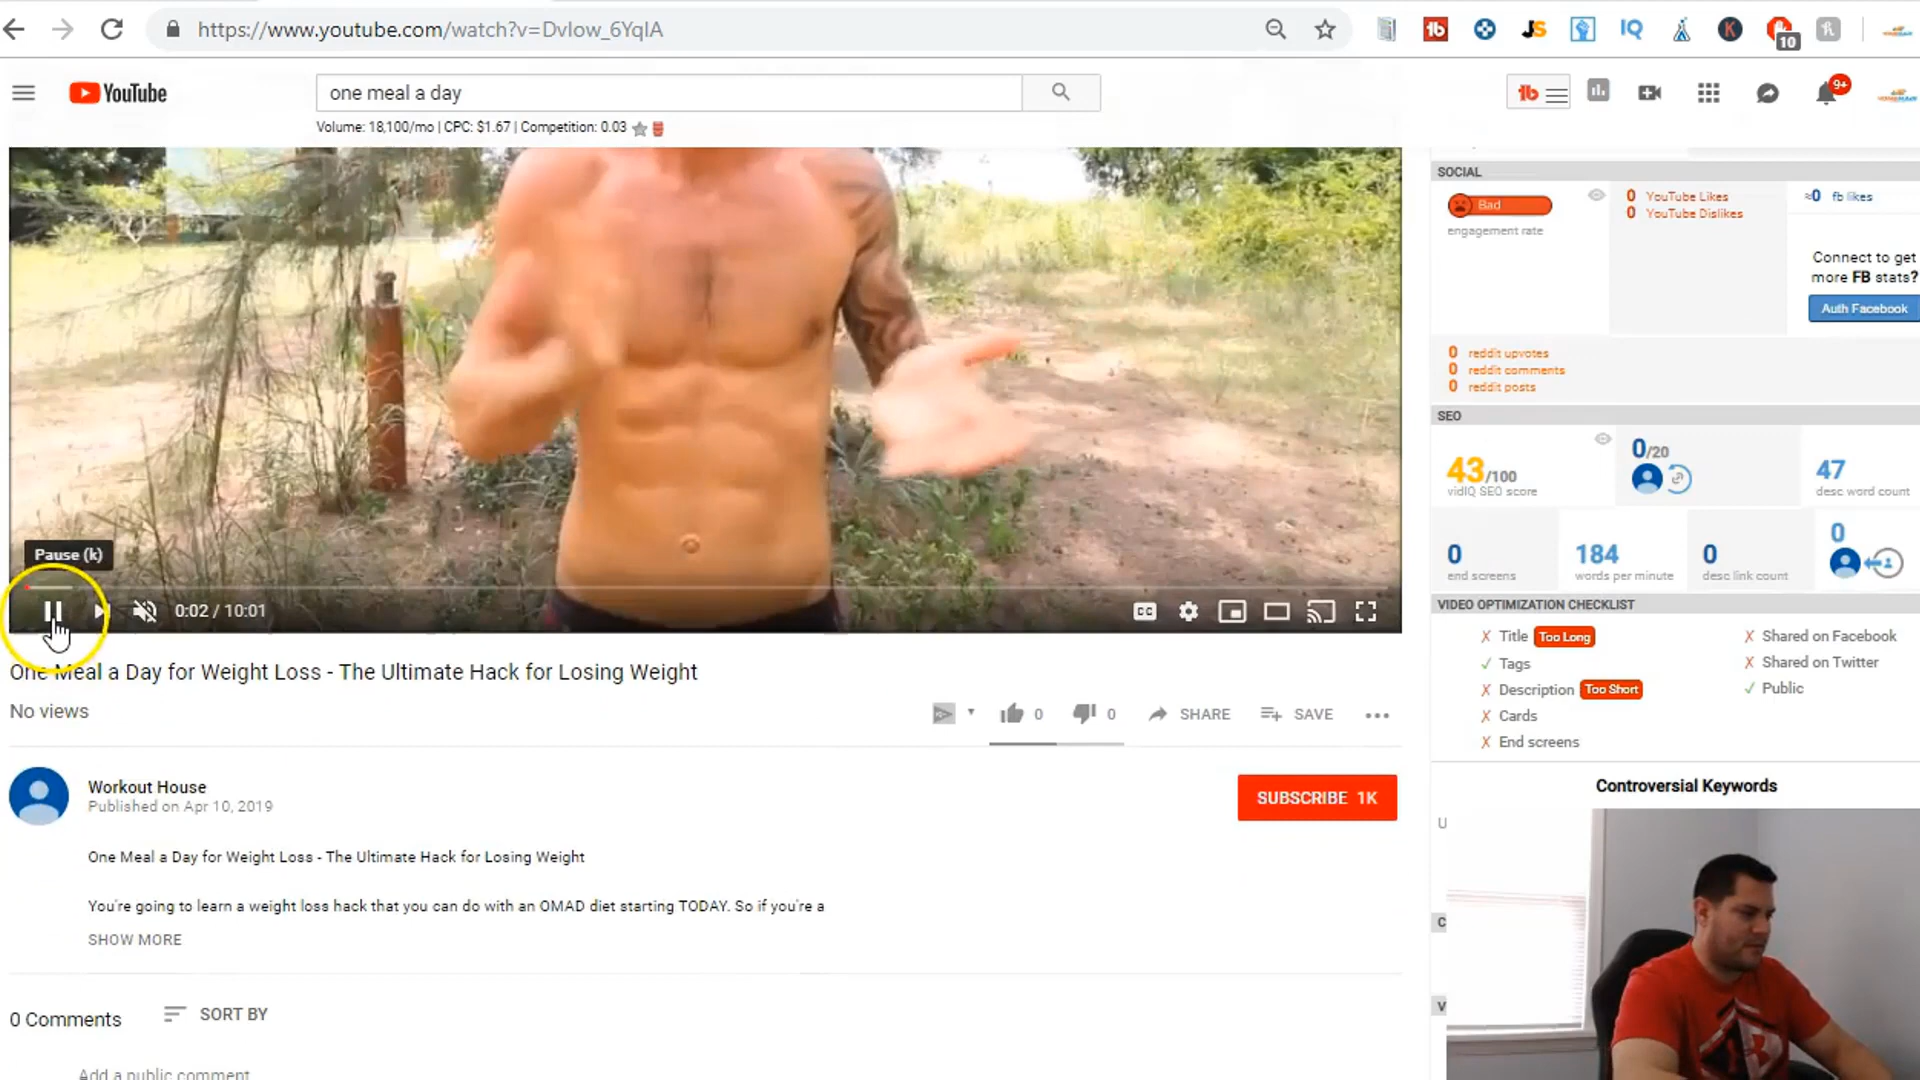 https://www.youtube.com/watch?v=Dvlow_6YqlA
JS
IQ
K
10
YouTube
one meal a day
9+
Volume: 18,100/mo | CPC: $1.67 | Competition: 0.03
SOCIAL
Bad
engagement rate
0 YouTube Likes
0 YouTube Dislikes
≈0 fb likes
Connect to get
more FB stats?
Auth Facebook
0 reddit upvotes
0 reddit comments
0 reddit posts
SEO
43/100
vidIQ SEO score
0/20
47
desc word count
0
end screens
184
words per minute
0
desc link count
0
VIDEO OPTIMIZATION CHECKLIST
Title Too Long
Tags
Description Too Short
Cards
End screens
Shared on Facebook
Shared on Twitter
Public
Controversial Keywords
U
C
V
Pause (k)
0:02 / 10:01
CC
One Meal a Day for Weight Loss - The Ultimate Hack for Losing Weight
No views
0
0
SHARE
SAVE
Workout House
Published on Apr 10, 2019
SUBSCRIBE 1K
One Meal a Day for Weight Loss - The Ultimate Hack for Losing Weight
You're going to learn a weight loss hack that you can do with an OMAD diet starting TODAY. So if you're a
SHOW MORE
0 Comments
SORT BY
Add a public comment